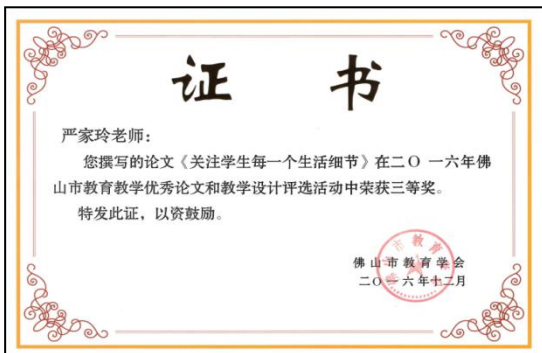 证 书
严家玲老师：
您撰写的论文《关注学生每一个生活细节》在二〇一六年佛
山市教育教学优秀论文和教学设计评选活动中荣获三等奖。
特发此证，以资鼓励。
佛山市教育学会
二〇一六年十二月